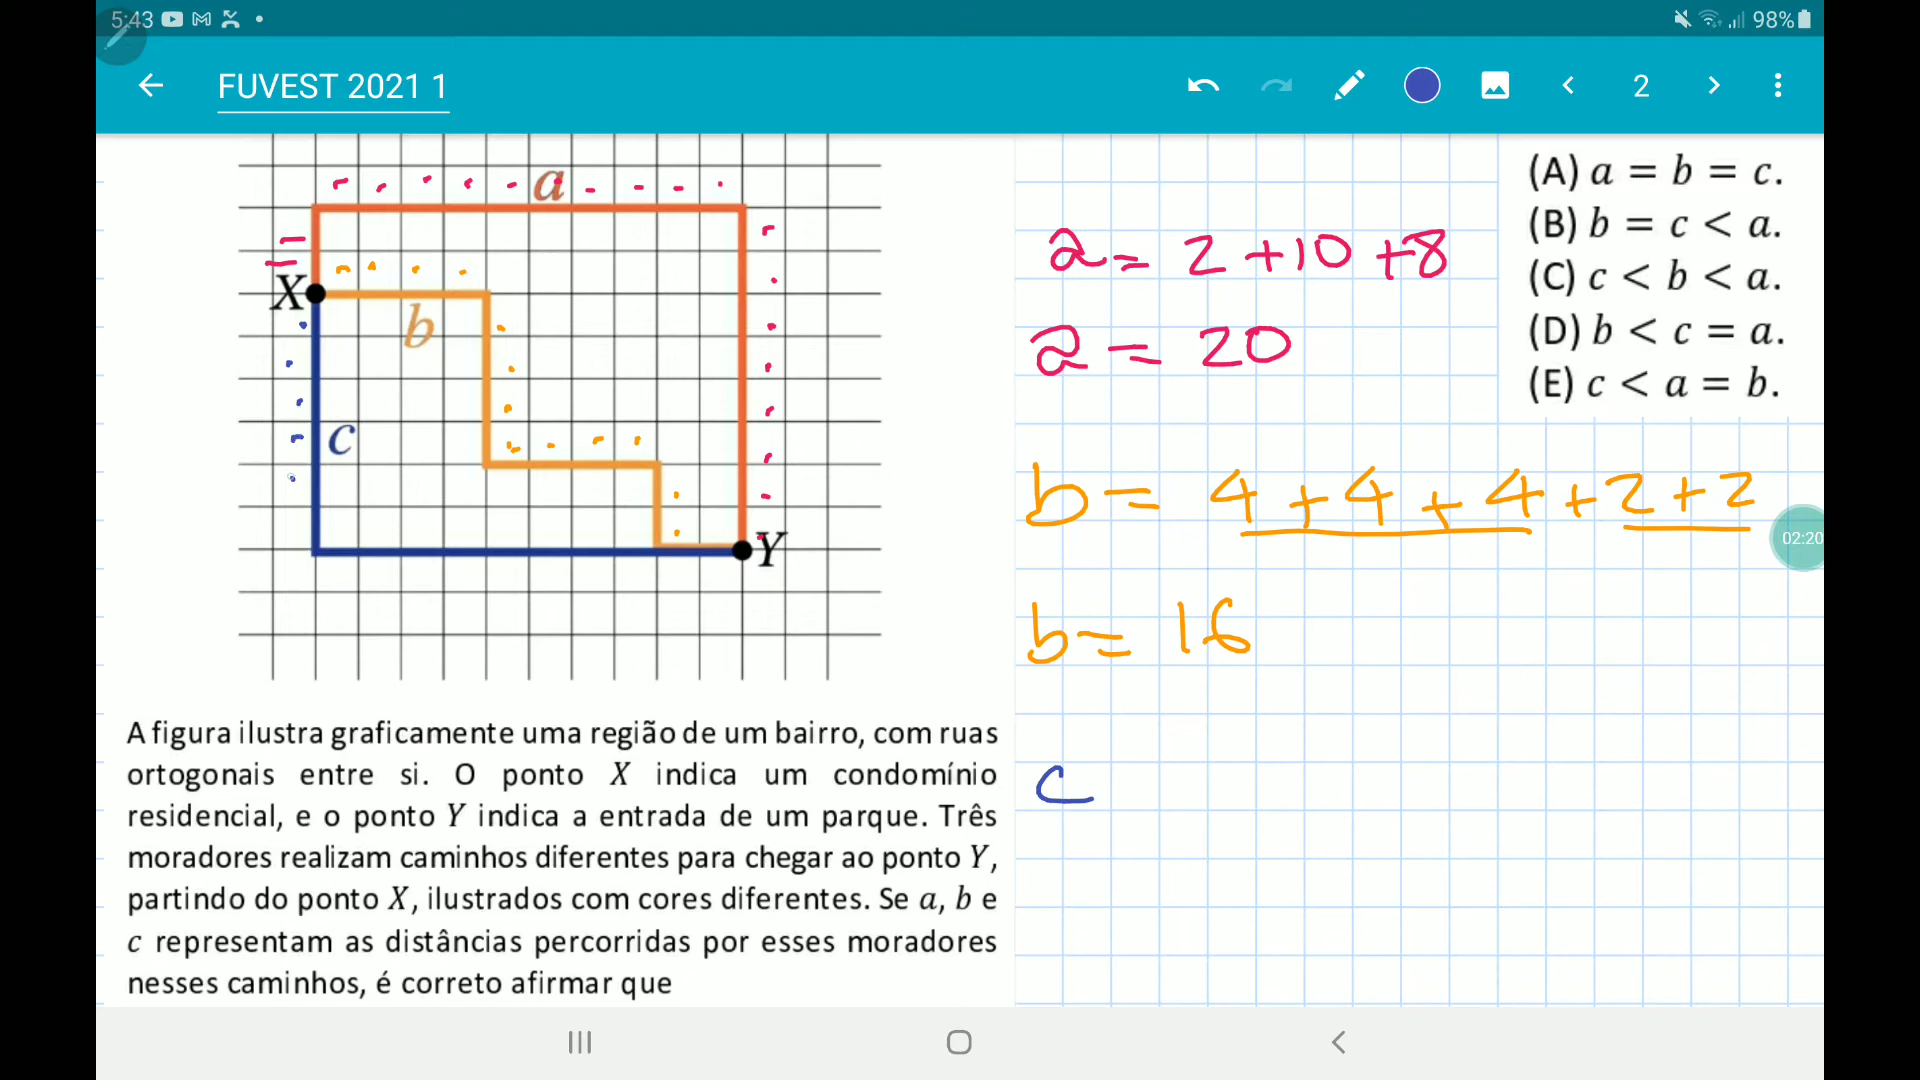 5:43
98%
FUVEST 2021 1
2
a
X
b
c
Y
A figura ilustra graficamente uma região de um bairro, com ruas
ortogonais entre si. O ponto X indica um condomínio
residencial, e o ponto Y indica a entrada de um parque. Três
moradores realizam caminhos diferentes para chegar ao ponto Y,
partindo do ponto X, ilustrados com cores diferentes. Se a, b e
c representam as distâncias percorridas por esses moradores
nesses caminhos, é correto afirmar que
a = 2 + 10 + 8
a = 20
b = 4 + 4 + 4 + 2 + 2
b = 16
c
(A) a = b = c.
(B) b = c < a.
(C) c < b < a.
(D) b < c = a.
(E) c < a = b.
02:20